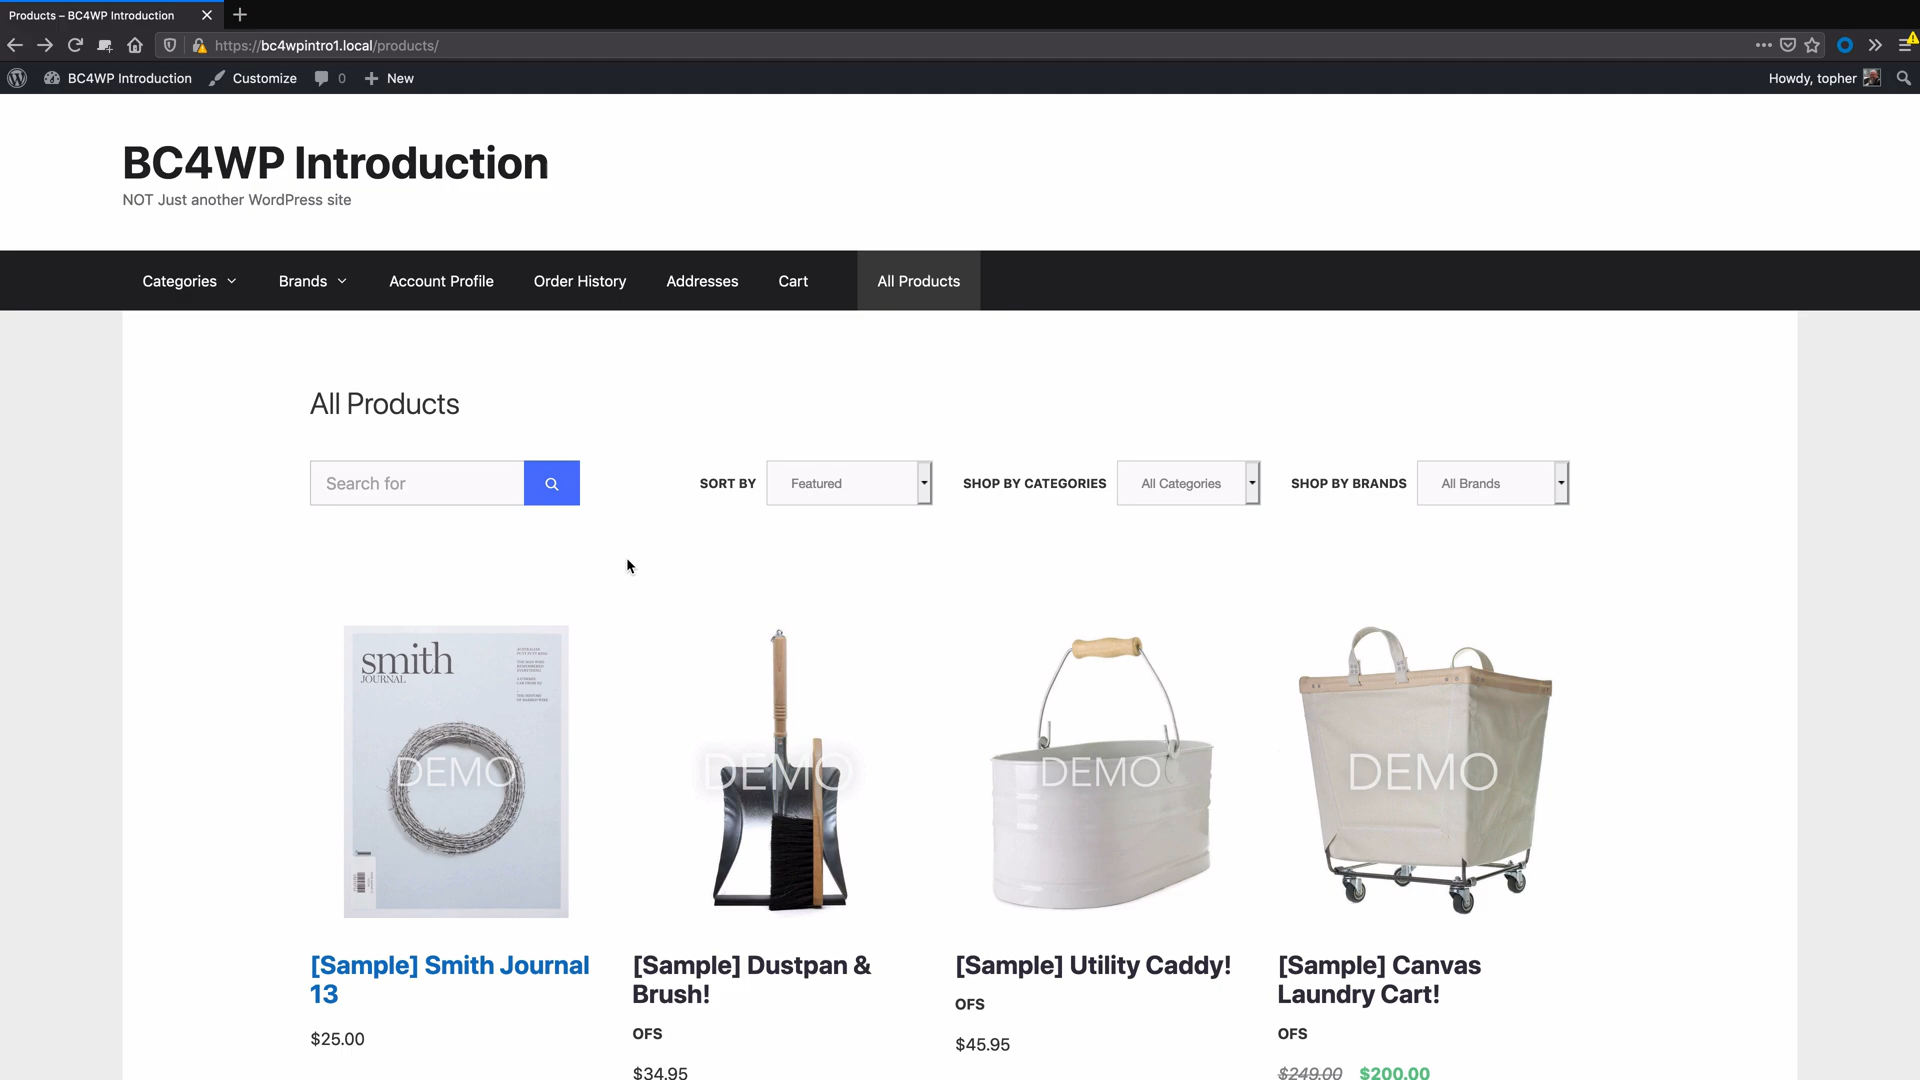 Products – BC4WP Introduction
https://bc4wpintro1.local/products/
BC4WP Introduction
Customize
0
New
Howdy, topher
BC4WP Introduction
NOT Just another WordPress site
Categories
Brands
Account Profile
Order History
Addresses
Cart
All Products
All Products
Search for
SORT BY
Featured
SHOP BY CATEGORIES
All Categories
SHOP BY BRANDS
All Brands
smith
JOURNAL
DEMO
DEMO
DEMO
DEMO
[Sample] Smith Journal
13
$25.00
[Sample] Dustpan &
Brush!
OFS
$34.95
[Sample] Utility Caddy!
OFS
$45.95
[Sample] Canvas
Laundry Cart!
OFS
$249.00 $200.00